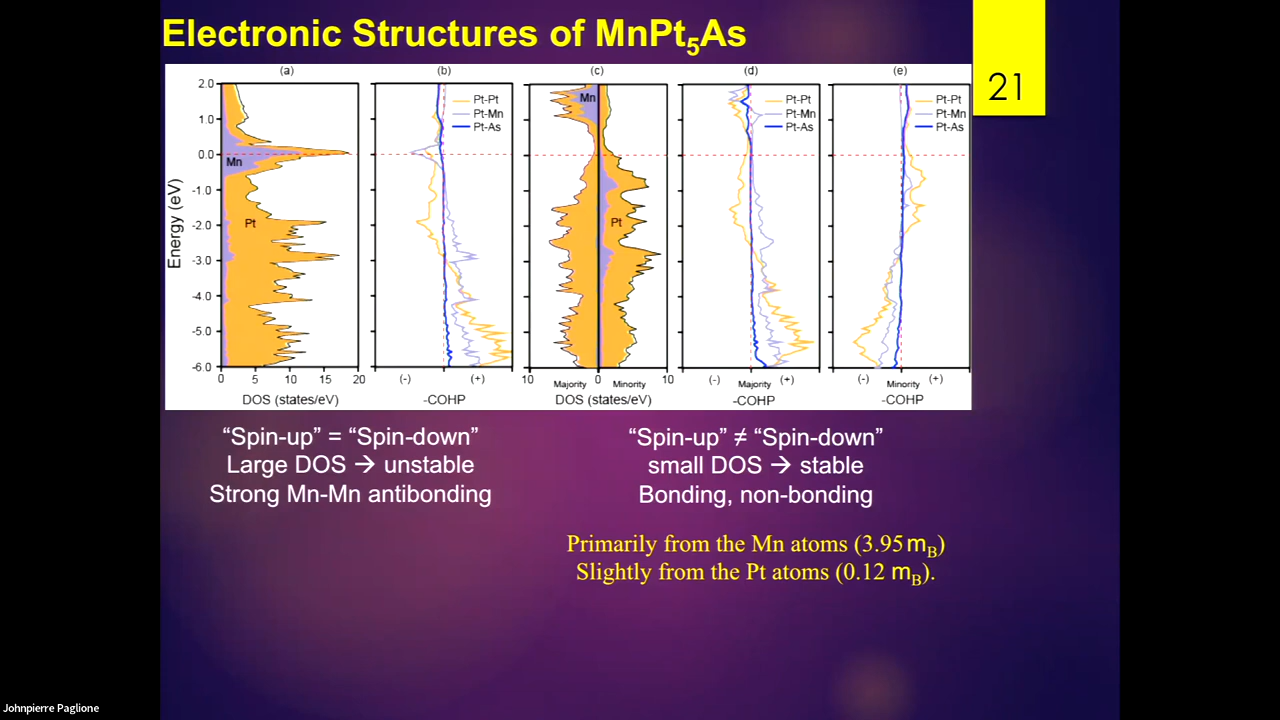 Electronic Structures of MnPt5As
21
(a)
(b)
(c)
(d)
(e)
Energy (eV)
2.0
1.0
0.0
-1.0
-2.0
-3.0
-4.0
-5.0
-6.0
Mn
Pt
0 5 10 15 20
DOS (states/eV)
Pt-Pt
Pt-Mn
Pt-As
(-) (+)
-COHP
Mn
Pt
10 Majority 0 Minority 10
DOS (states/eV)
Pt-Pt
Pt-Mn
Pt-As
(-) Majority (+)
-COHP
Pt-Pt
Pt-Mn
Pt-As
(-) Minority (+)
-COHP
“Spin-up” = “Spin-down”
Large DOS → unstable
Strong Mn-Mn antibonding
“Spin-up” ≠ “Spin-down”
small DOS → stable
Bonding, non-bonding
Primarily from the Mn atoms (3.95 mB)
Slightly from the Pt atoms (0.12 mB).
Johnpierre Paglione